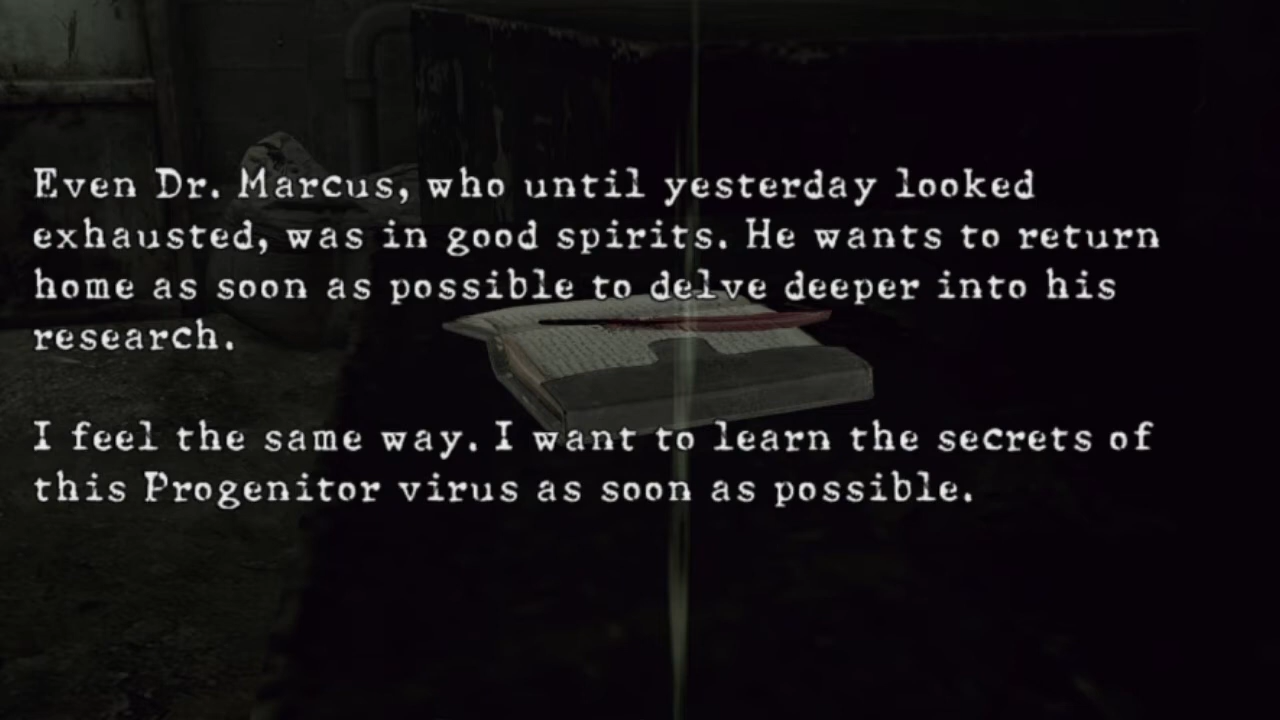 Even Dr. Marcus, who until yesterday looked
exhausted, was in good spirits. He wants to return
home as soon as possible to delve deeper into his
research.
I feel the same way. I want to learn the secrets of
this Progenitor virus as soon as possible.